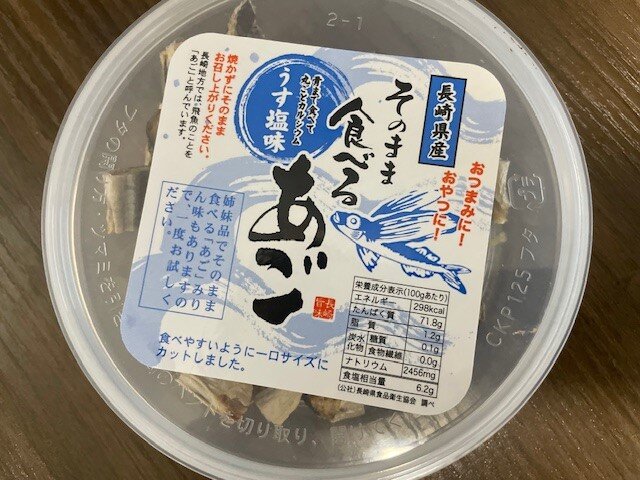 2-1
焼かずにそのまま
お召し上がりください。
長崎地方では、飛魚のことを
「あご」と呼んでいます。
骨まで食べて
丸ごとカルシウム
うす塩味
そのまま
食べる
あご
長崎県産
おつまみに!
おやつに!
長崎
旨味
姉妹品でそのまま
食べる「あご」みり
ん味もありますの
で、一度お試しく
ださい。
食べやすいように一口サイズに
カットしました。
栄養成分表示(100gあたり)
エネルギー 298kcal
たんぱく質 71.8g
脂質 1.2g
炭水化物 糖質 0.1g
食物繊維 0.0g
ナトリウム 2456mg
食塩相当量 6.2g
(公社)長崎県食品衛生協会 調べ
CKP125 フタ